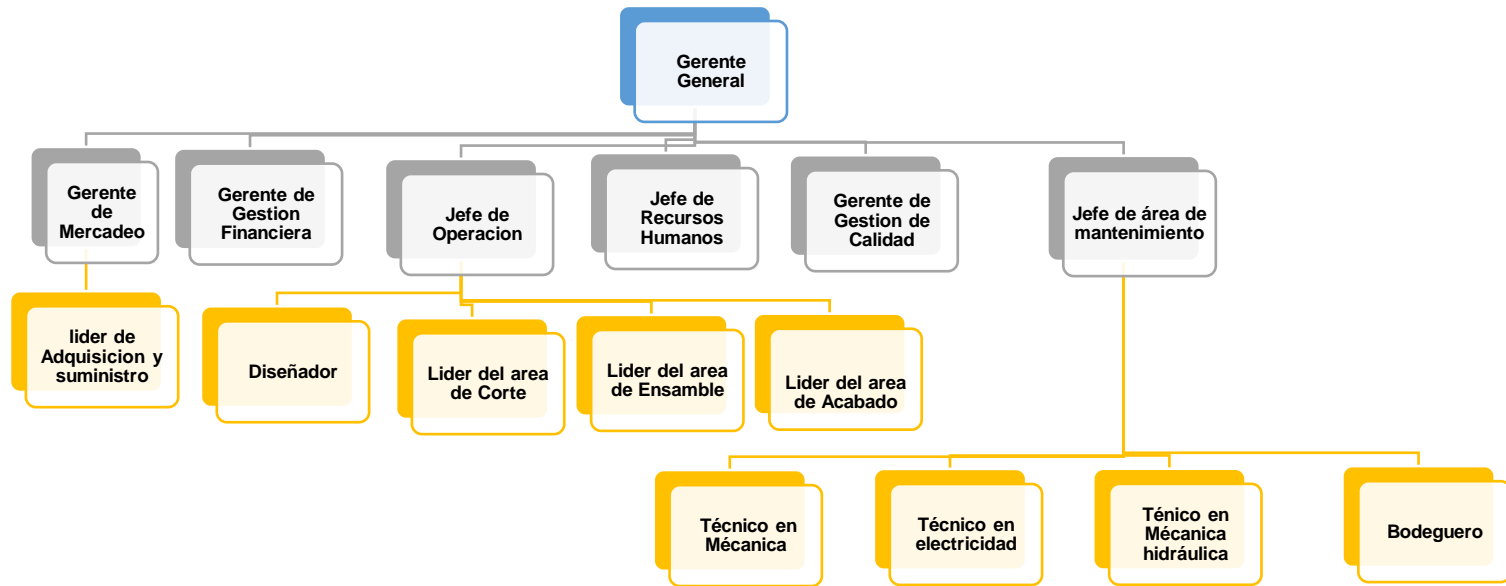 Gerente
General
Gerente
de
Mercadeo
Gerente de
Gestion
Financiera
Jefe de
Operacion
Jefe de
Recursos
Humanos
Gerente de
Gestion de
Calidad
Jefe de área de
mantenimiento
lider de
Adquisicion y
suministro
Diseñador
Lider del area
de Corte
Lider del area
de Ensamble
Lider del area
de Acabado
Técnico en
Mécanica
Técnico en
electricidad
Ténico en
Mécanica
hidráulica
Bodeguero